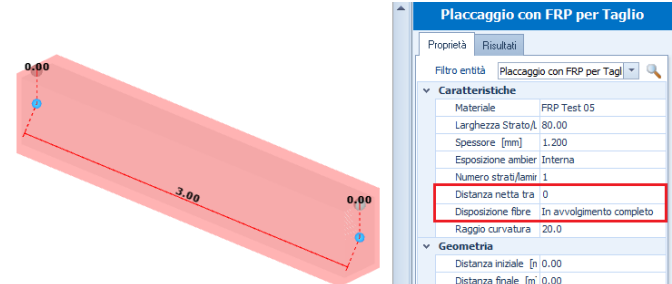 0.00
3.00
0.00
Placcaggio con FRP per Taglio
Proprietà Risultati
Filtro entità Placcaggio con FRP per Tagl
Caratteristiche
Materiale FRP Test 05
Larghezza Strato/L 80.00
Spessore [mm] 1.200
Esposizione ambier Interna
Numero strati/lamir 1
Distanza netta tra 0
Disposizione fibre In avvolgimento completo
Raggio curvatura 20.0
Geometria
Distanza iniziale [n 0.00
Distanza finale [m] 0.00